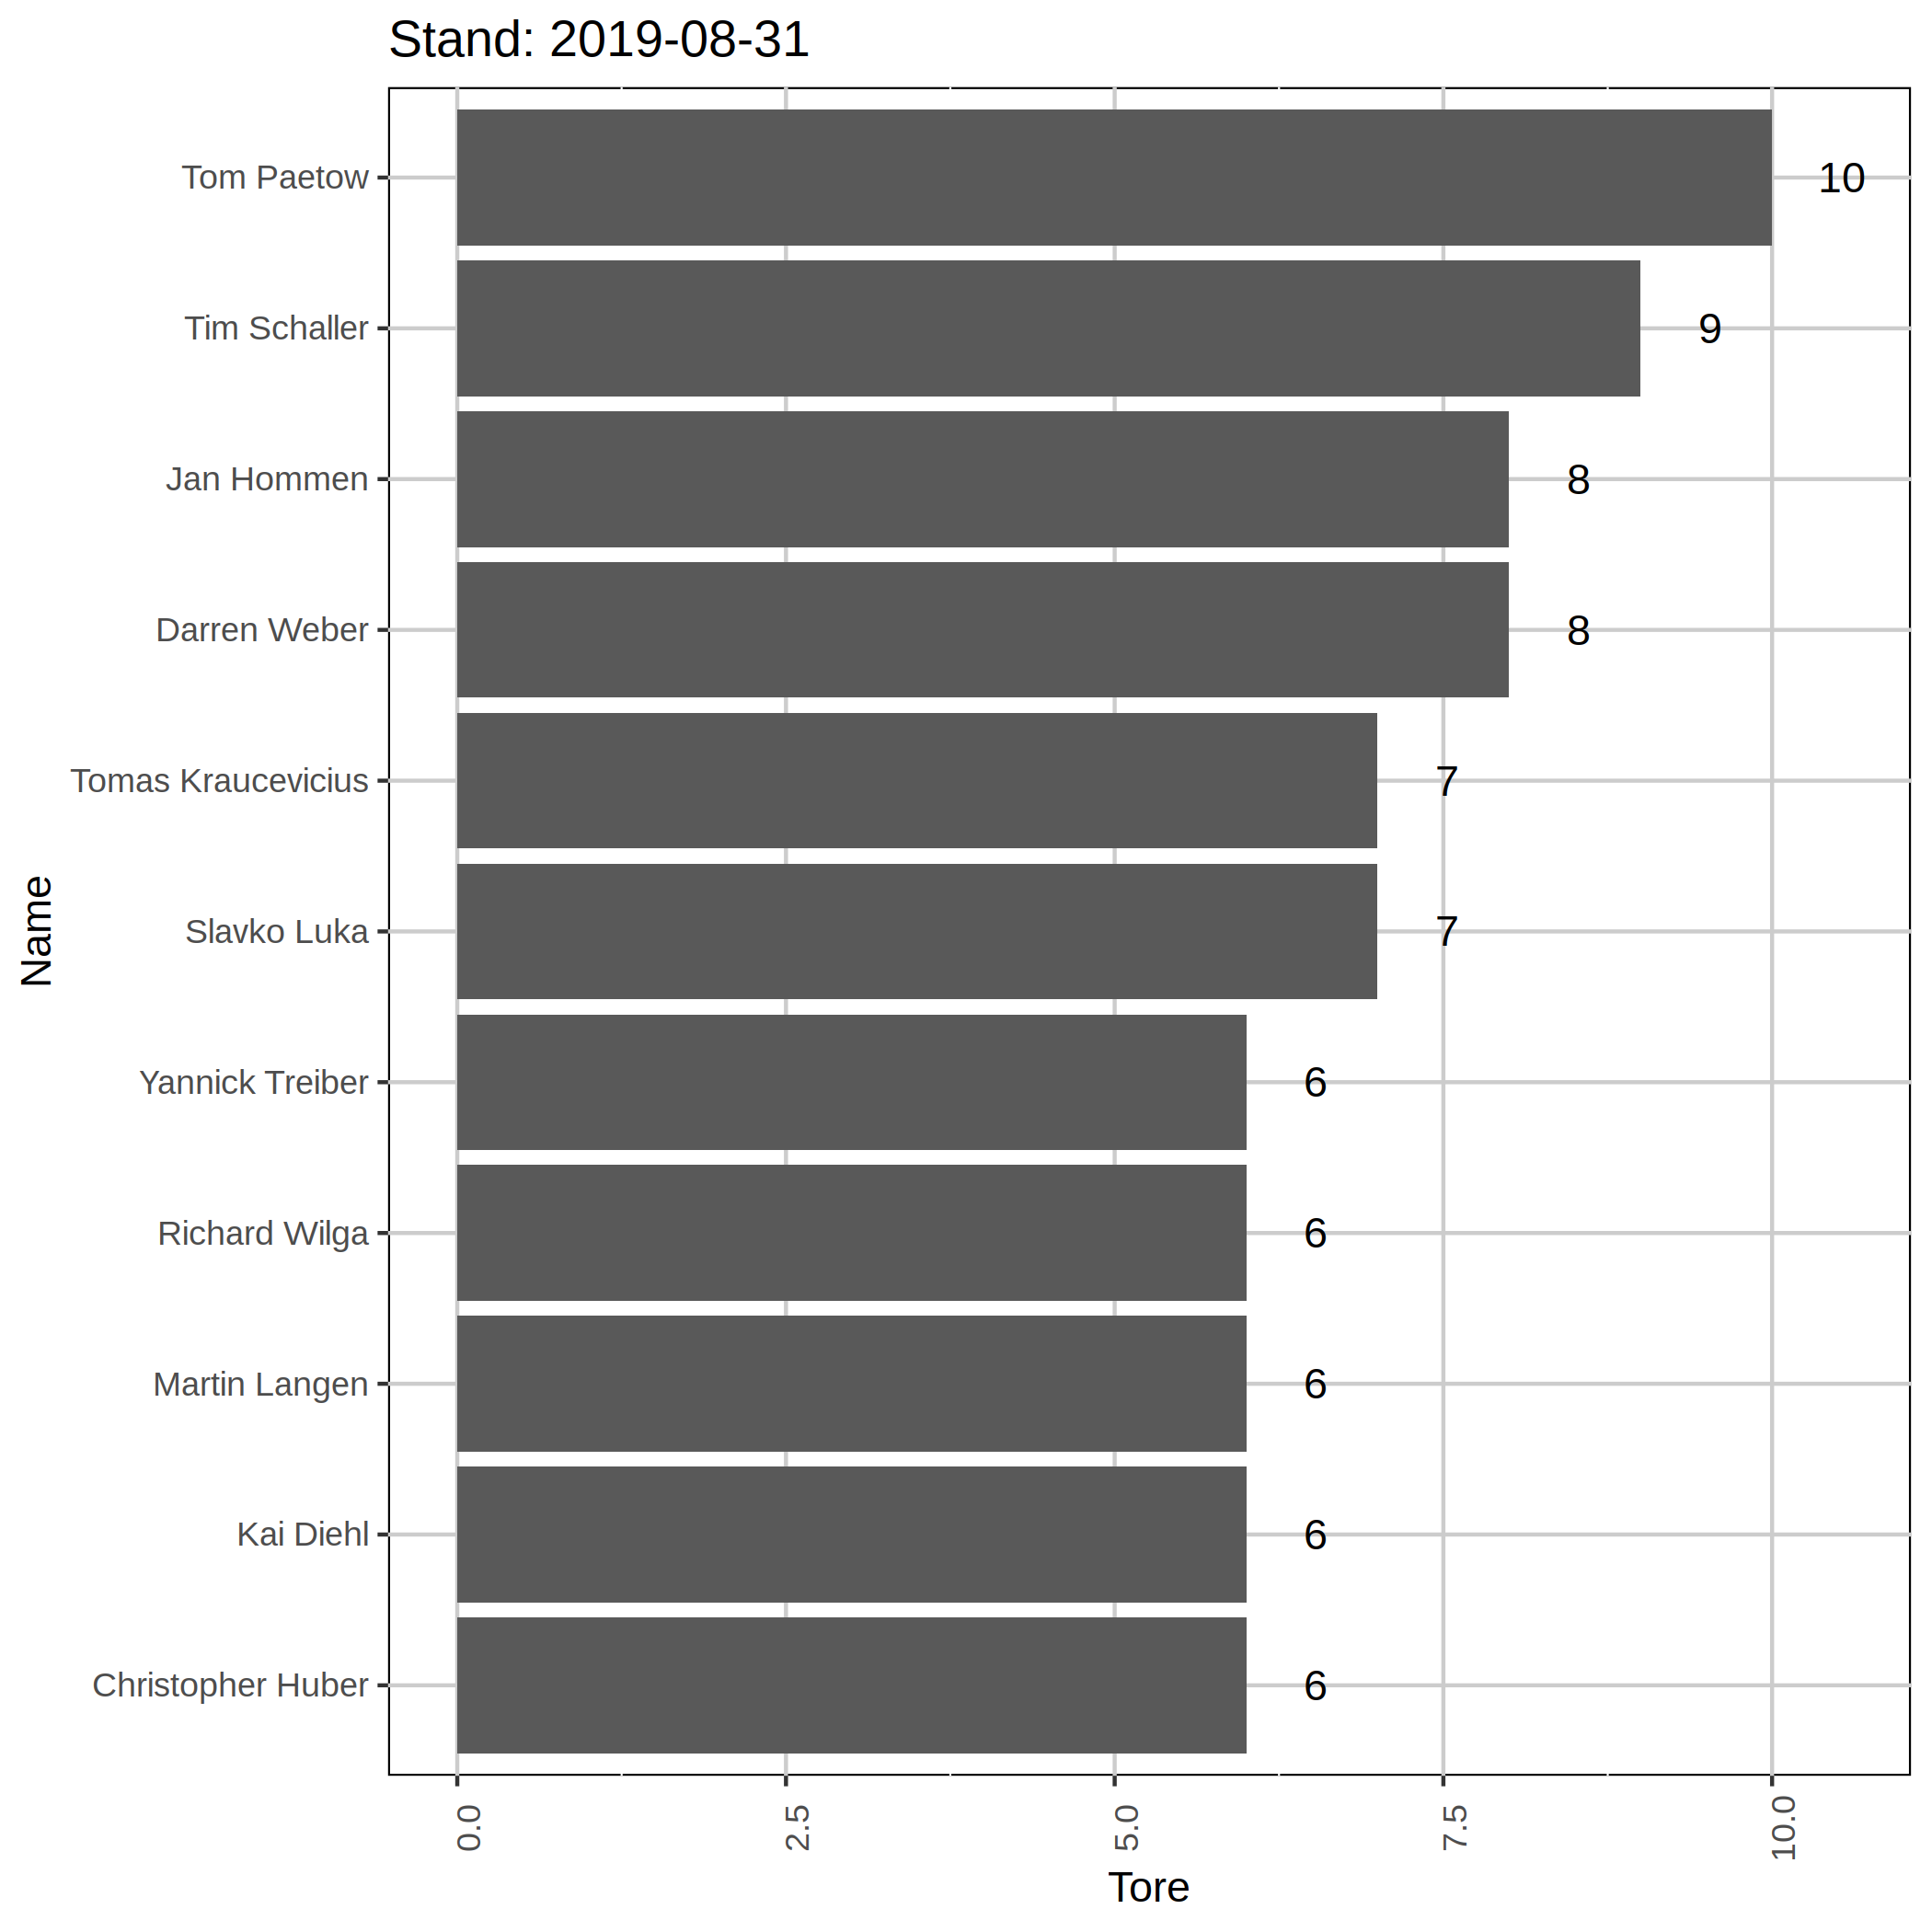 Stand: 2019-08-31
Tom Paetow 10
Tim Schaller 9
Jan Hommen 8
Darren Weber 8
Tomas Kraucevicius 7
Slavko Luka 7
Yannick Treiber 6
Richard Wilga 6
Martin Langen 6
Kai Diehl 6
Christopher Huber 6
Name
0.0 2.5 5.0 7.5 10.0
Tore